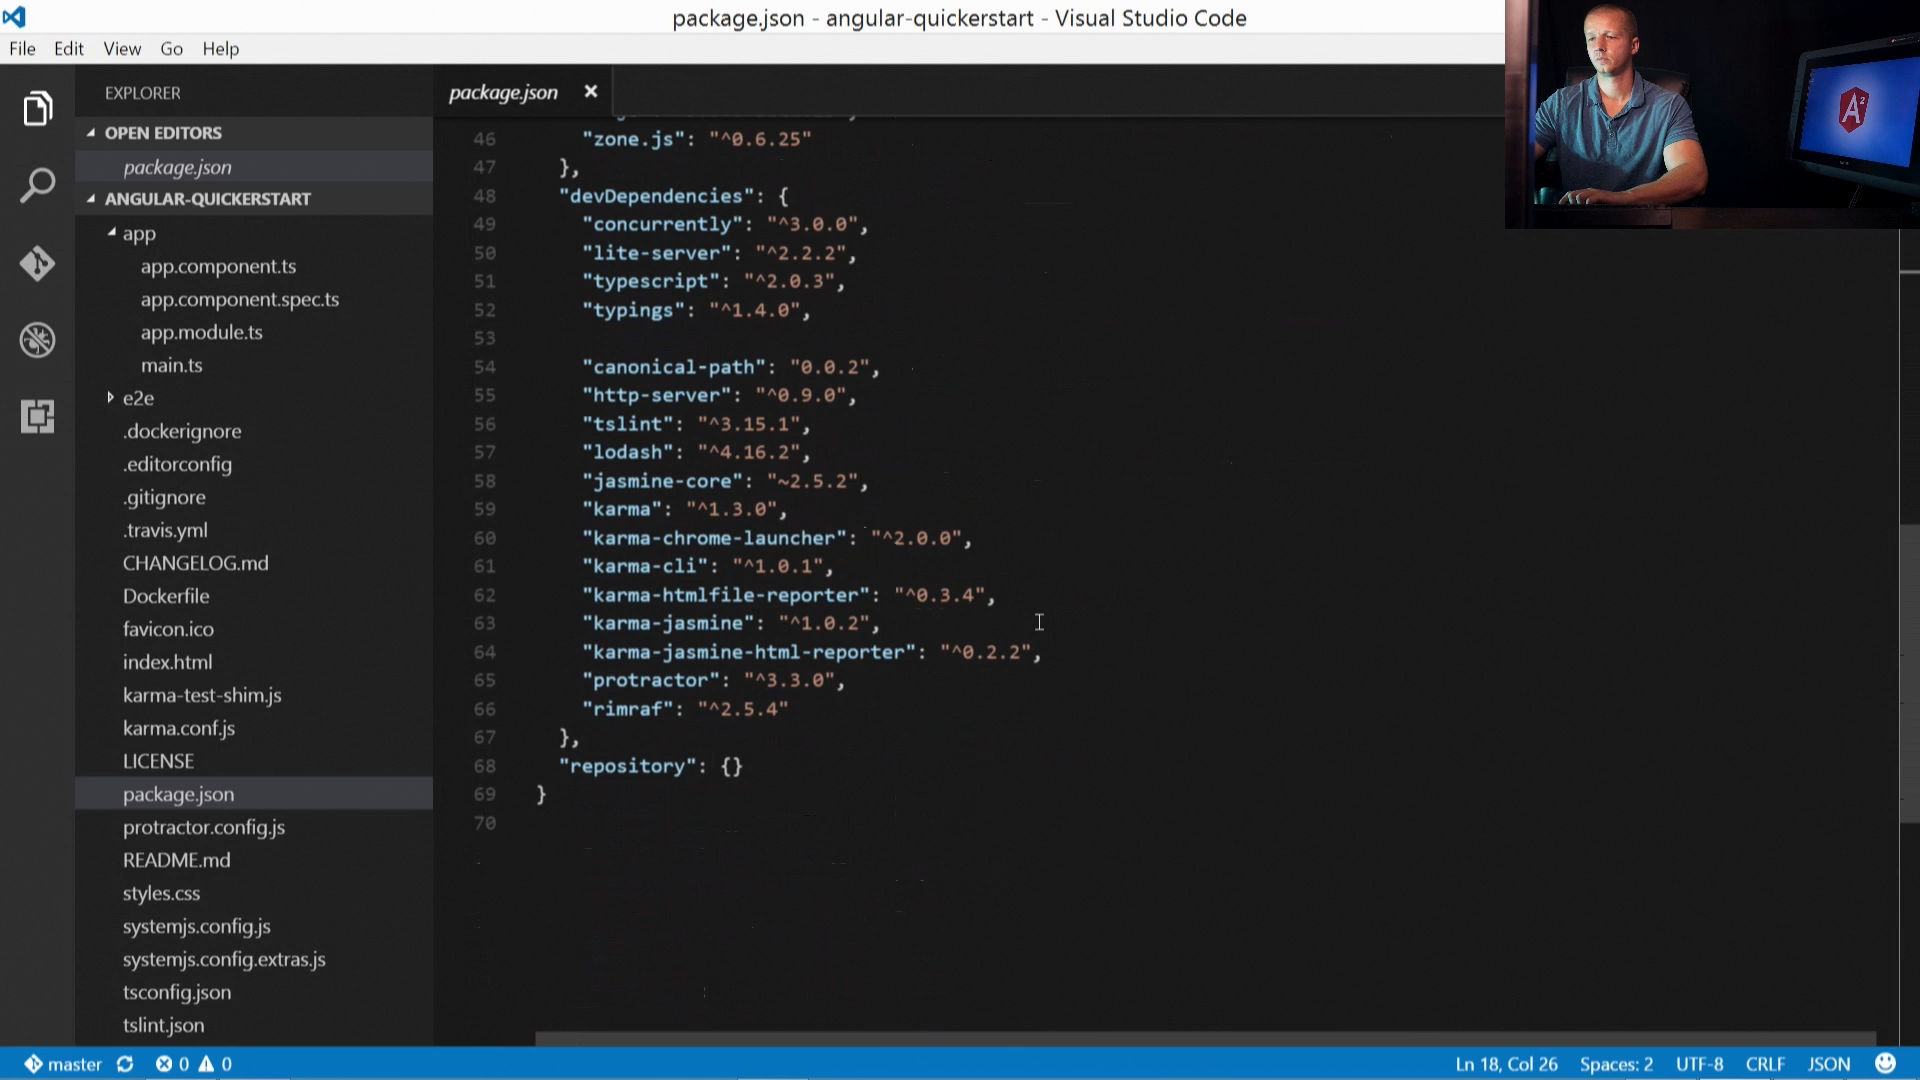 package.json - angular-quickerstart - Visual Studio Code
File Edit View Go Help
EXPLORER
OPEN EDITORS
package.json
ANGULAR-QUICKERSTART
app
app.component.ts
app.component.spec.ts
app.module.ts
main.ts
e2e
.dockerignore
.editorconfig
.gitignore
.travis.yml
CHANGELOG.md
Dockerfile
favicon.ico
index.html
karma-test-shim.js
karma.conf.js
LICENSE
package.json
protractor.config.js
README.md
styles.css
systemjs.config.js
systemjs.config.extras.js
tsconfig.json
tslint.json
package.json
46 "zone.js": "^0.6.25"
47 },
48 "devDependencies": {
49 "concurrently": "^3.0.0",
50 "lite-server": "^2.2.2",
51 "typescript": "^2.0.3",
52 "typings": "^1.4.0",
53
54 "canonical-path": "0.0.2",
55 "http-server": "^0.9.0",
56 "tslint": "^3.15.1",
57 "lodash": "^4.16.2",
58 "jasmine-core": "~2.5.2",
59 "karma": "^1.3.0",
60 "karma-chrome-launcher": "^2.0.0",
61 "karma-cli": "^1.0.1",
62 "karma-htmlfile-reporter": "^0.3.4",
63 "karma-jasmine": "^1.0.2",
64 "karma-jasmine-html-reporter": "^0.2.2",
65 "protractor": "^3.3.0",
66 "rimraf": "^2.5.4"
67 },
68 "repository": {}
69 }
70
A2
master 0 0 Ln 18, Col 26 Spaces: 2 UTF-8 CRLF JSON